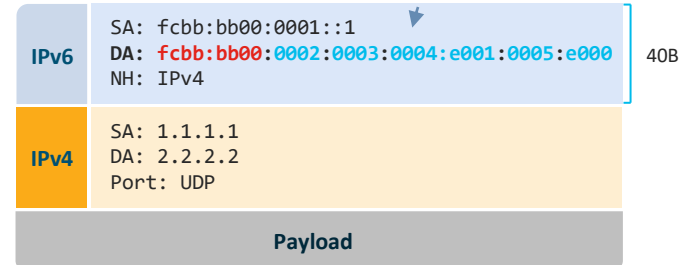 IPv6
SA: fcbb:bb00:0001::1
DA: fcbb:bb00:0002:0003:0004:e001:0005:e000
NH: IPv4
40B
IPv4
SA: 1.1.1.1
DA: 2.2.2.2
Port: UDP
Payload